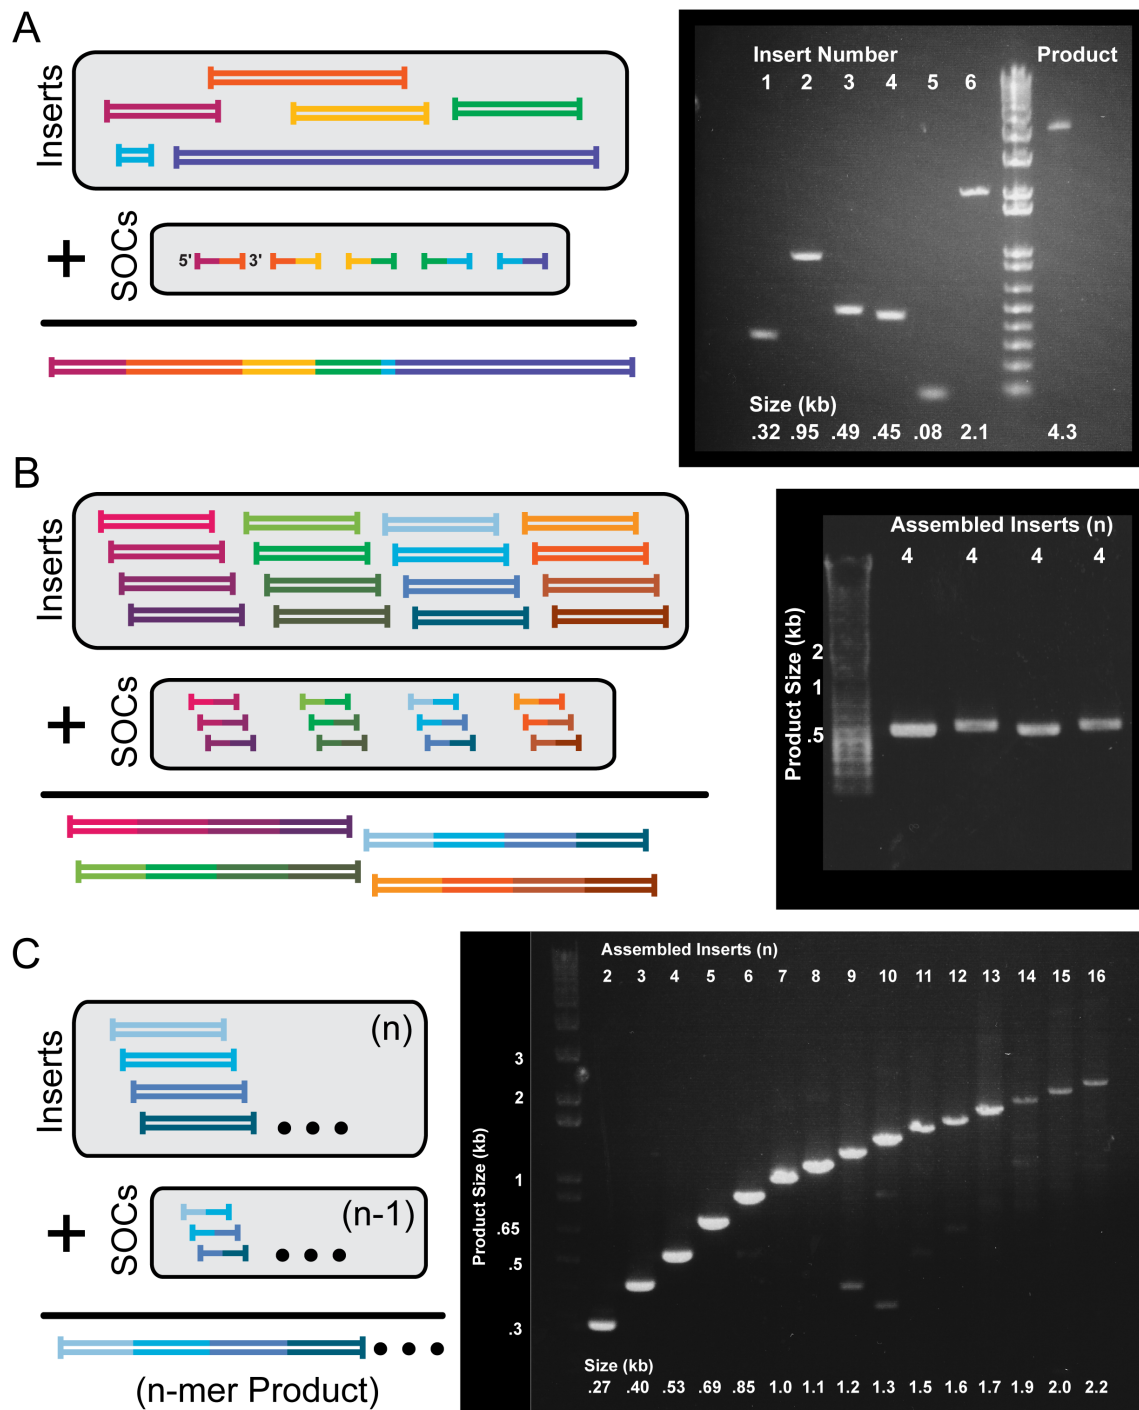 A
Inserts
+
SOCs
5' 3'
Insert Number Product
1 2 3 4 5 6
Size (kb)
.32 .95 .49 .45 .08 2.1 4.3
B
Inserts
+
SOCs
Assembled Inserts (n)
4 4 4 4
Product Size (kb)
2
1
.5
C
Inserts
(n)
+
SOCs
(n-1)
(n-mer Product)
Assembled Inserts (n)
2 3 4 5 6 7 8 9 10 11 12 13 14 15 16
Product Size (kb)
3
2
1
.65
.5
.3
Size (kb)
.27 .40 .53 .69 .85 1.0 1.1 1.2 1.3 1.5 1.6 1.7 1.9 2.0 2.2